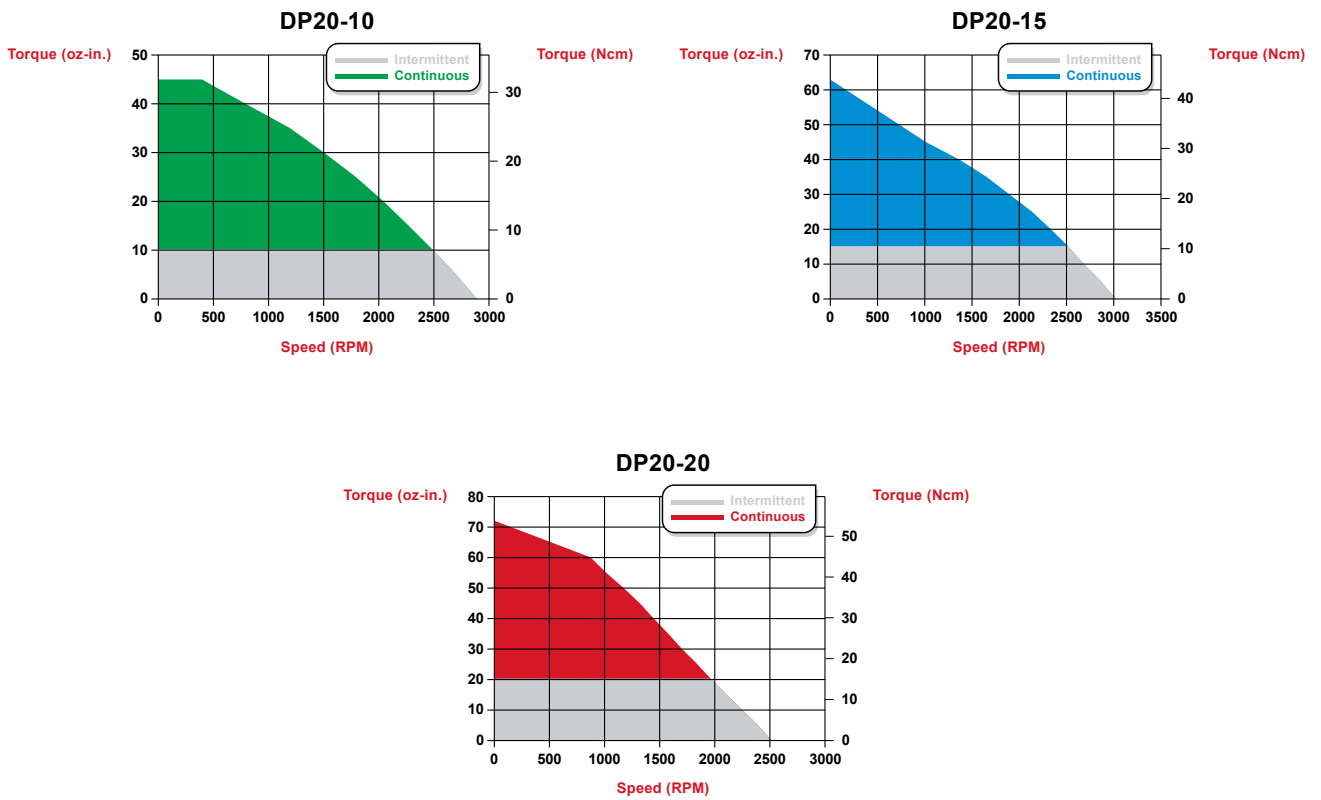 DP20-10
Torque (oz-in.)
Torque (Ncm)
Intermittent
Continuous
50
40
30
20
10
0
30
20
10
0
0 500 1000 1500 2000 2500 3000
Speed (RPM)
DP20-15
Torque (oz-in.)
Torque (Ncm)
Intermittent
Continuous
70
60
50
40
30
20
10
0
40
30
20
10
0
0 500 1000 1500 2000 2500 3000 3500
Speed (RPM)
DP20-20
Torque (oz-in.)
Torque (Ncm)
Intermittent
Continuous
80
70
60
50
40
30
20
10
0
50
40
30
20
10
0
0 500 1000 1500 2000 2500 3000
Speed (RPM)